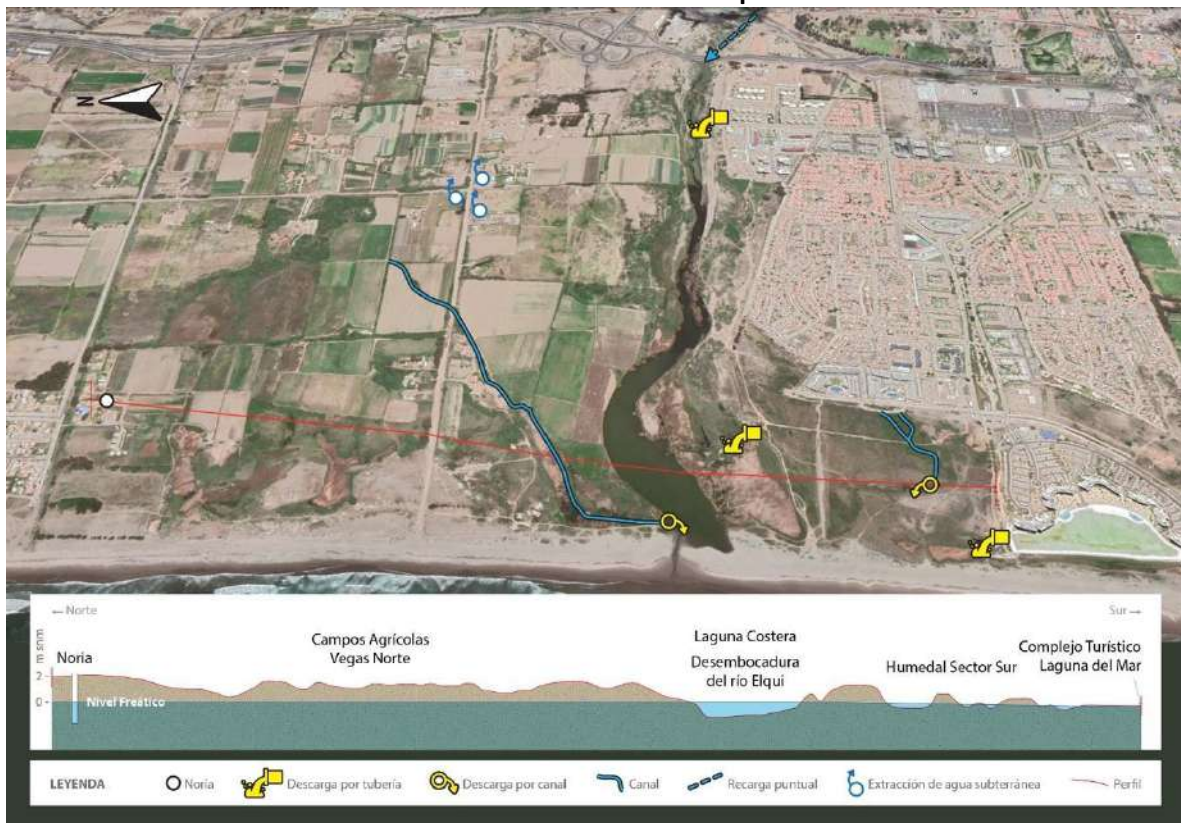 N
← Norte
Sur →
m snm
2
0
Noria
Campos Agrícolas
Vegas Norte
Laguna Costera
Desembocadura
del río Elqui
Humedal Sector Sur
Complejo Turístico
Laguna del Mar
Nivel Freático
LEYENDA
Noría
Descarga por tubería
Descarga por canal
Canal
Recarga puntual
Extracción de agua subterránea
Perfil